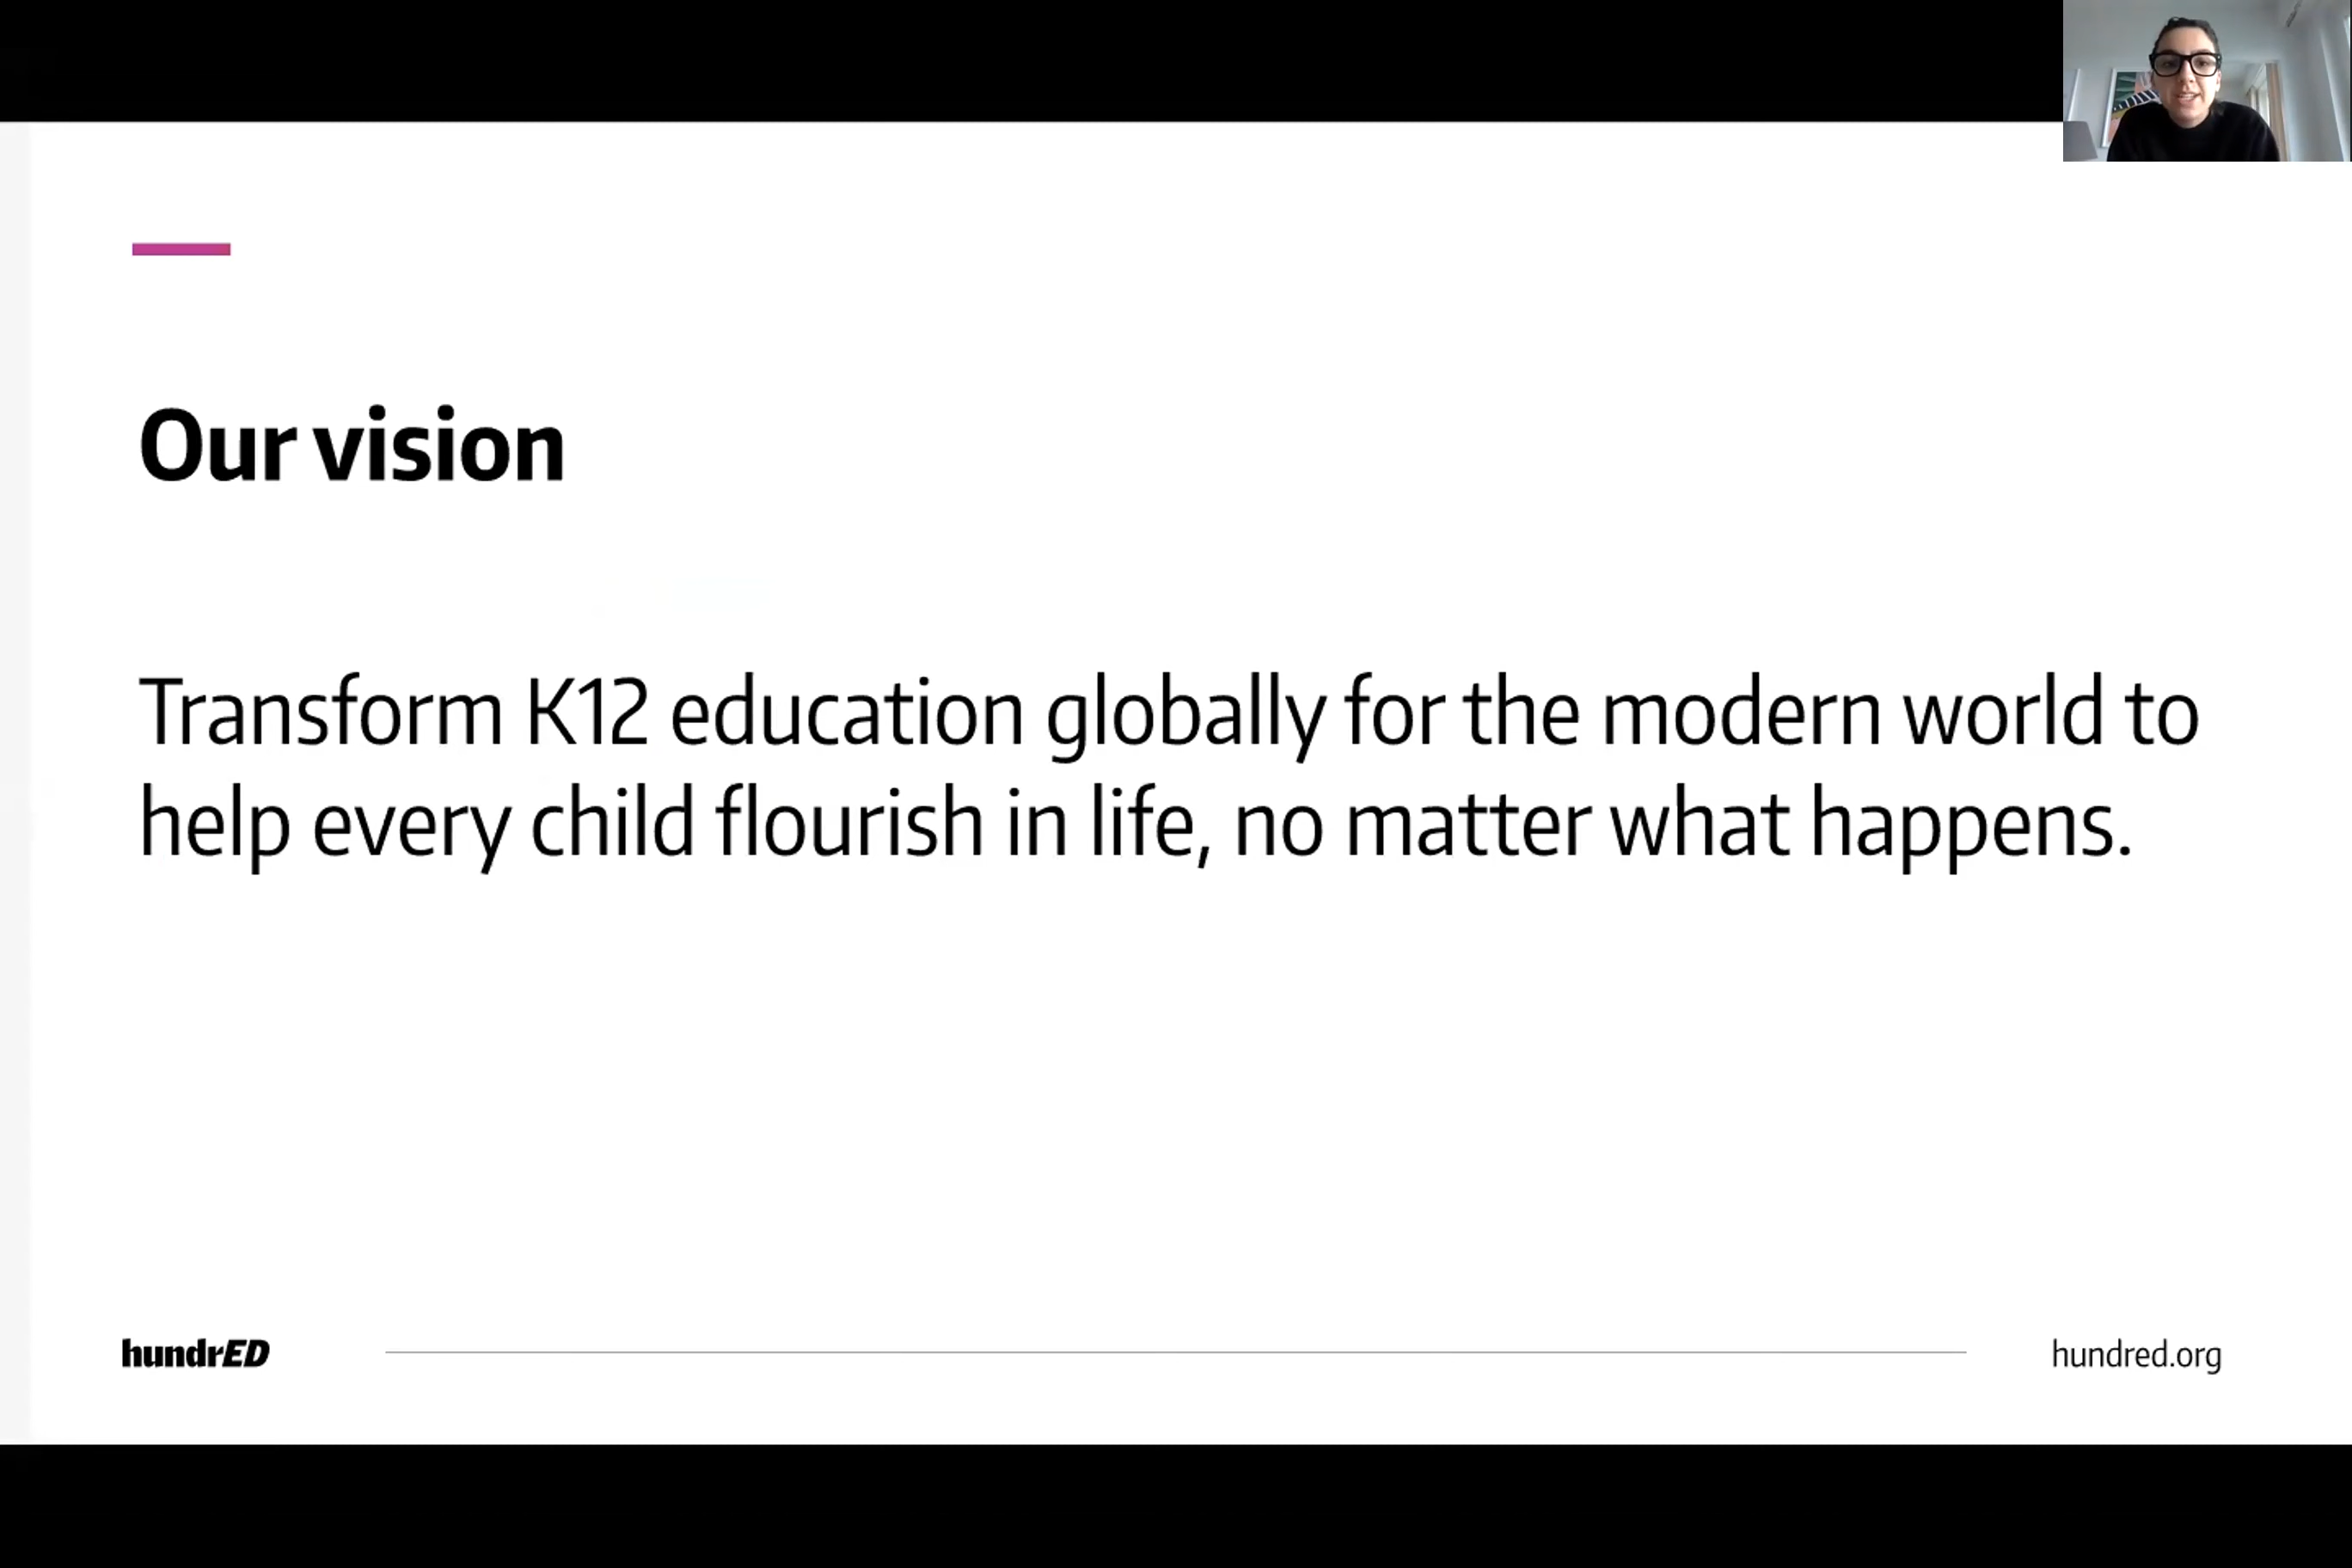 Our vision
Transform K12 education globally for the modern world to
help every child flourish in life, no matter what happens.
hundrED
hundred.org